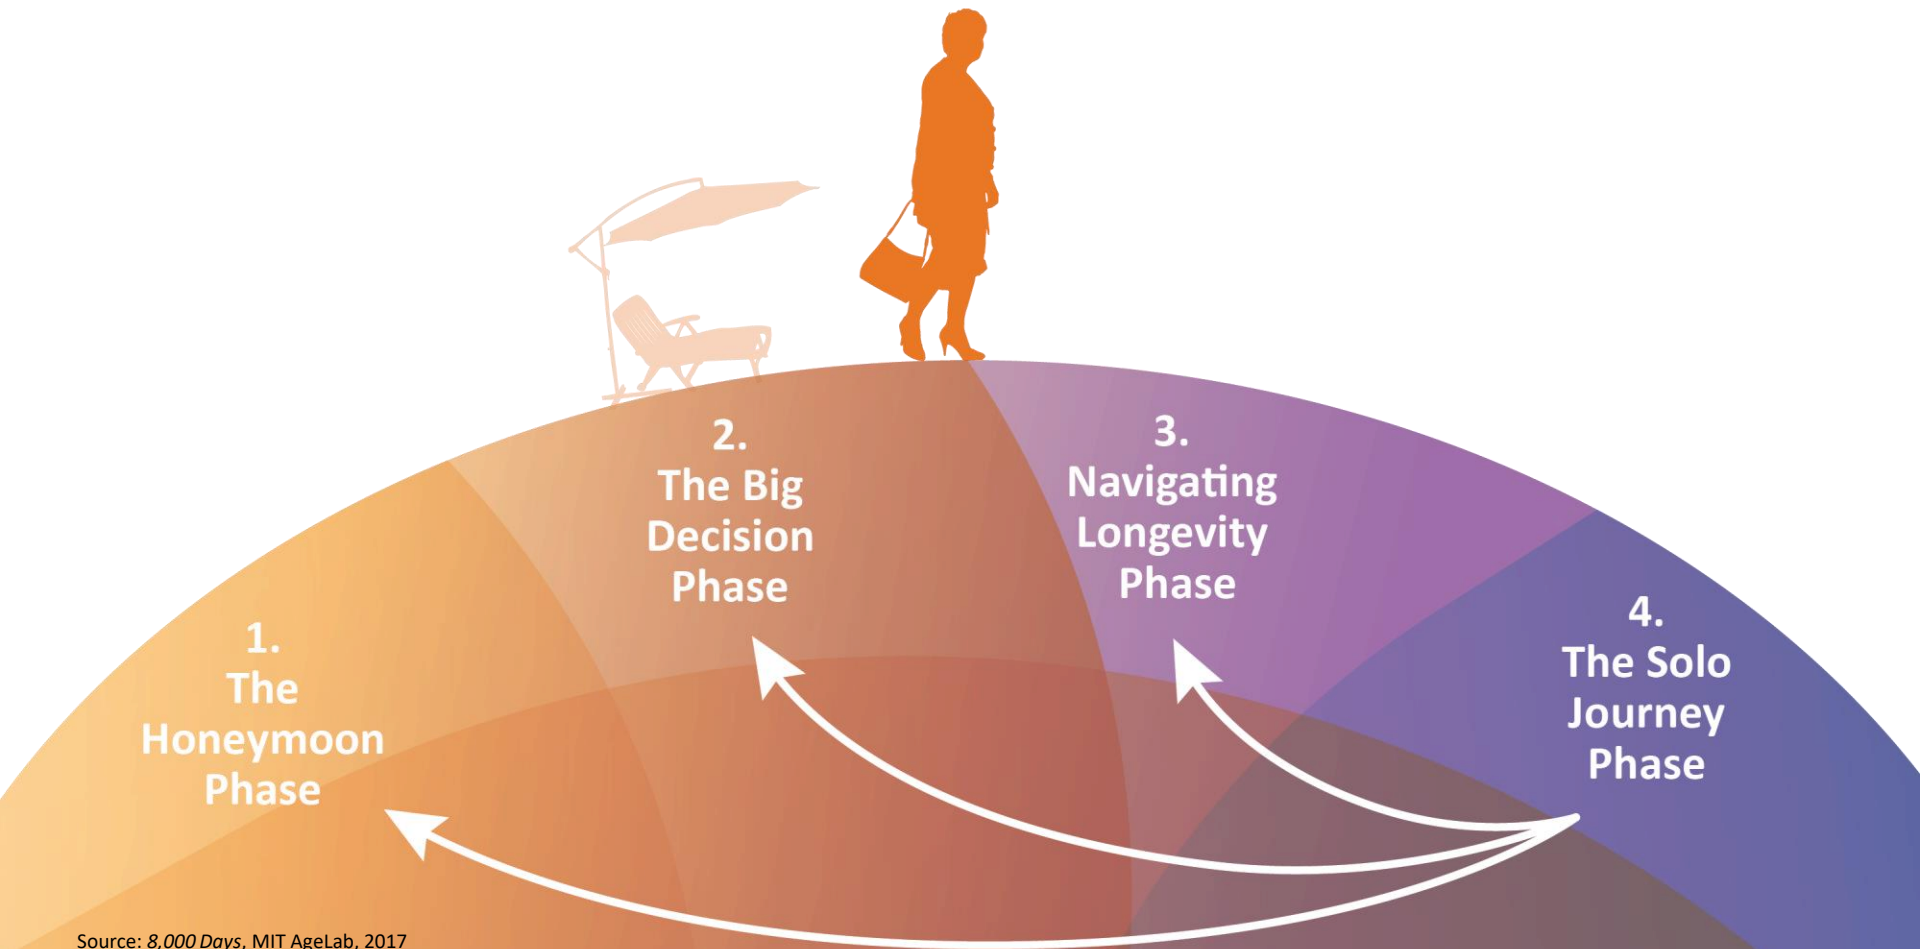 1.
The
Honeymoon
Phase
2.
The Big
Decision
Phase
3.
Navigating
Longevity
Phase
4.
The Solo
Journey
Phase
Source: 8,000 Days, MIT AgeLab, 2017